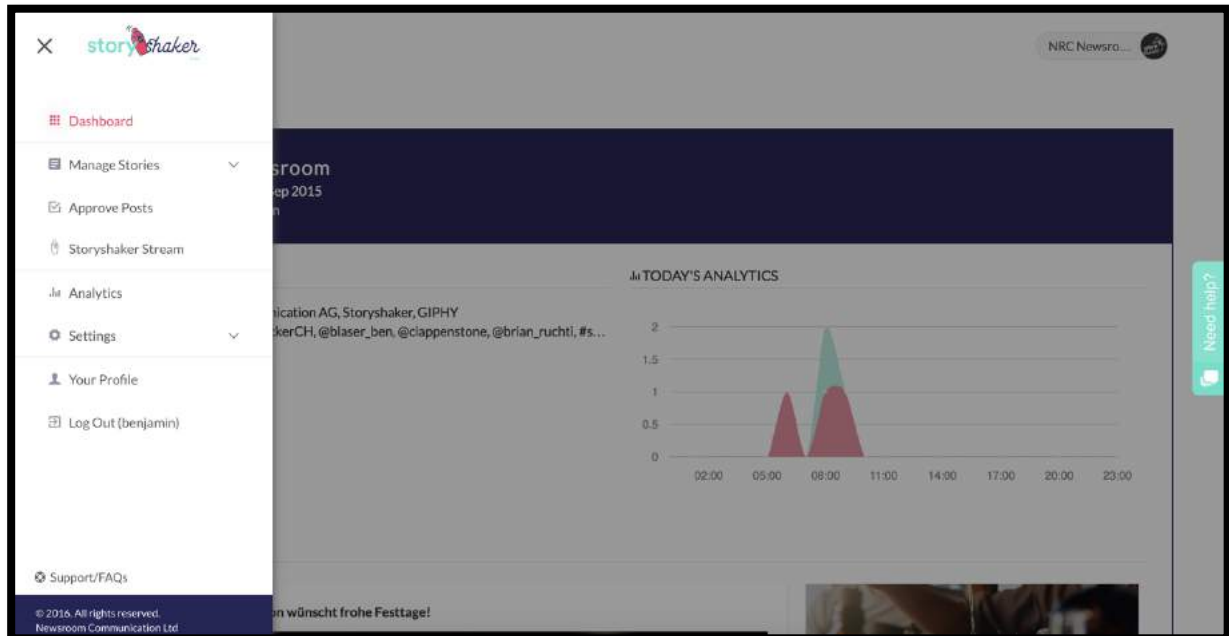 storyshaker
NRC Newsro...
Dashboard
Manage Stories
Approve Posts
Storyshaker Stream
Analytics
Settings
Your Profile
Log Out (benjamin)
Support/FAQs
© 2016. All rights reserved.
Newsroom Communication Ltd
sroom
ep 2015
n
ication AG, Storyshaker, GIPHY
kerCH, @blaser_ben, @clappenstone, @brian_ruchti, #s...
TODAY'S ANALYTICS
2
1.5
1
0.5
0
02:00 05:00 08:00 11:00 14:00 17:00 20:00 23:00
on wünscht frohe Festtage!
Need help?